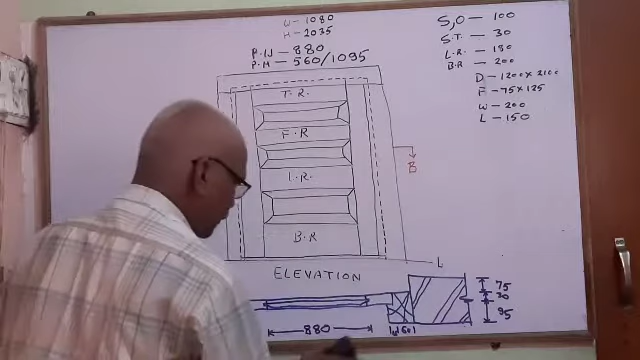 W - 1080
H - 2035
P.W - 880
P.H - 560/1095
S,O - 100
S.T. - 30
L.R. - 180
B.R - 200
D - 1200 x 2100
F - 75 x 125
W - 200
L - 150
T.R.
F.R
L.R.
B.R
B
L
ELEVATION
75
30
95
880